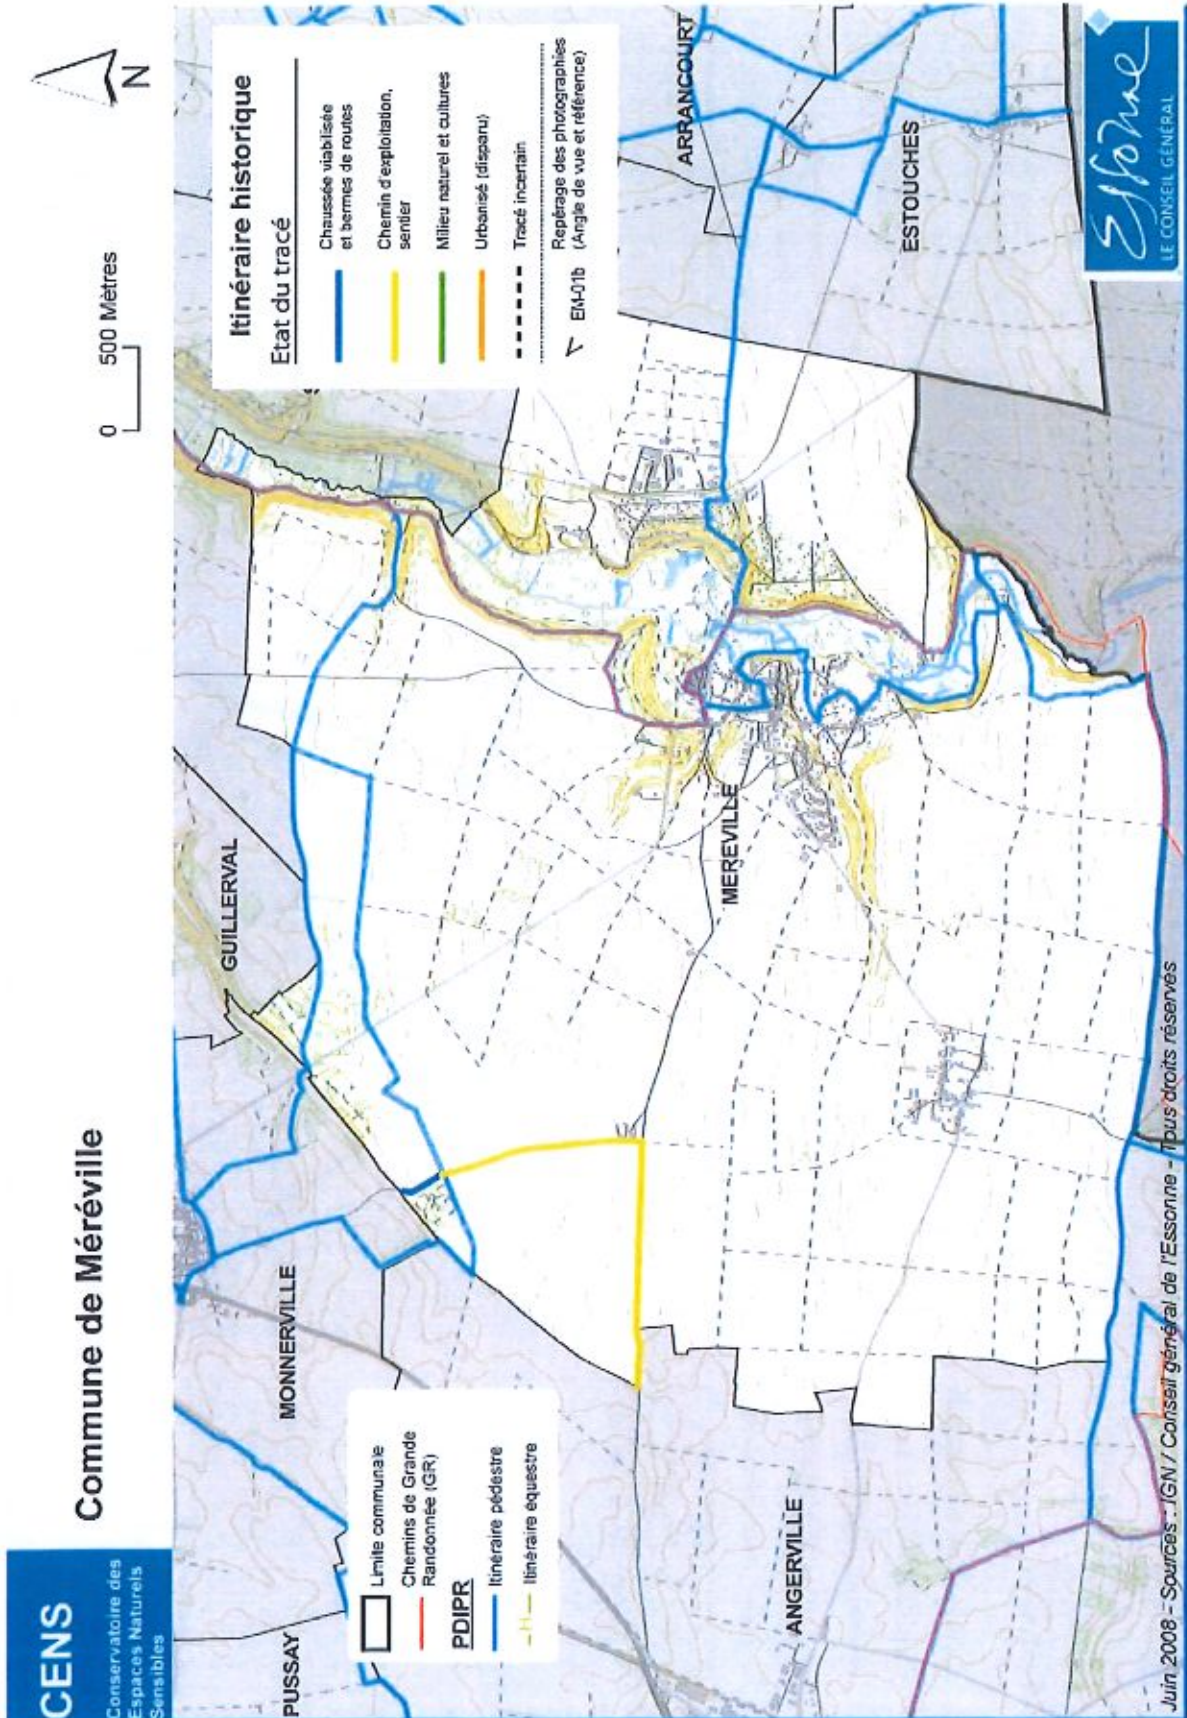 CENS
Conservatoire des
Espaces Naturels
Sensibles
Commune de Méréville
0 500 Mètres
N
Itinéraire historique
Etat du tracé
Chaussée viabilisée
et bermes de routes
Chemin d'exploitation,
sentier
Milieu naturel et cultures
Urbanisé (disparu)
Tracé incertain
Repérage des photographies
EM-01b (Angle de vue et référence)
PUSSAY
MONNERVILLE
GUILLERVAL
Limite communale
Chemins de Grande
Randonnée (GR)
PDIPR
Itinéraire pédestre
-H- Itinéraire equestre
ANGERVILLE
MEREVILLE
ARRANCOURT
ESTOUCHES
Essonne
LE CONSEIL GÉNÉRAL
Juin 2008 - Sources : IGN / Conseil général de l'Essonne - Tous droits réservés